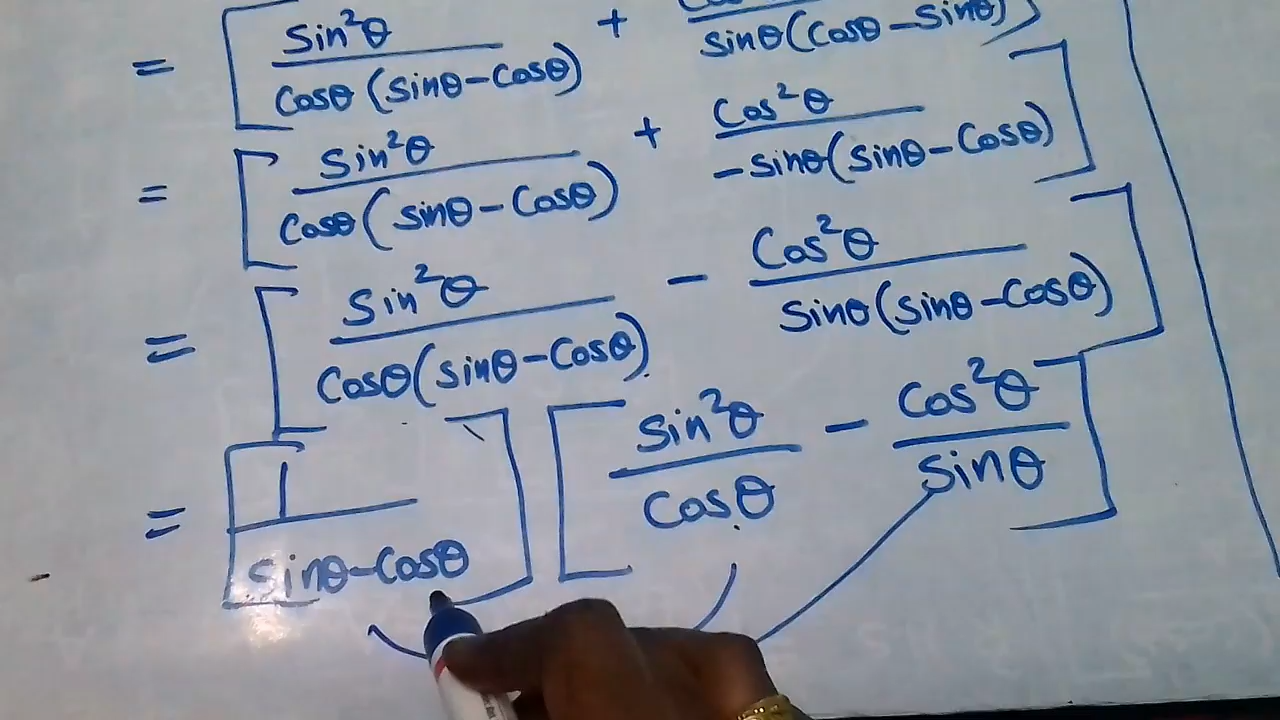 = [ sin²θ / cosθ (sinθ - cosθ) + / sinθ(cosθ - sinθ) ]
= [ sin²θ / cosθ (sinθ - cosθ) + cos²θ / -sinθ(sinθ - cosθ) ]
= [ sin²θ / cosθ(sinθ - cosθ) - cos²θ / sinθ(sinθ - cosθ) ]
= [ 1 / sinθ - cosθ ] [ sin²θ / cosθ - cos²θ / sinθ ]